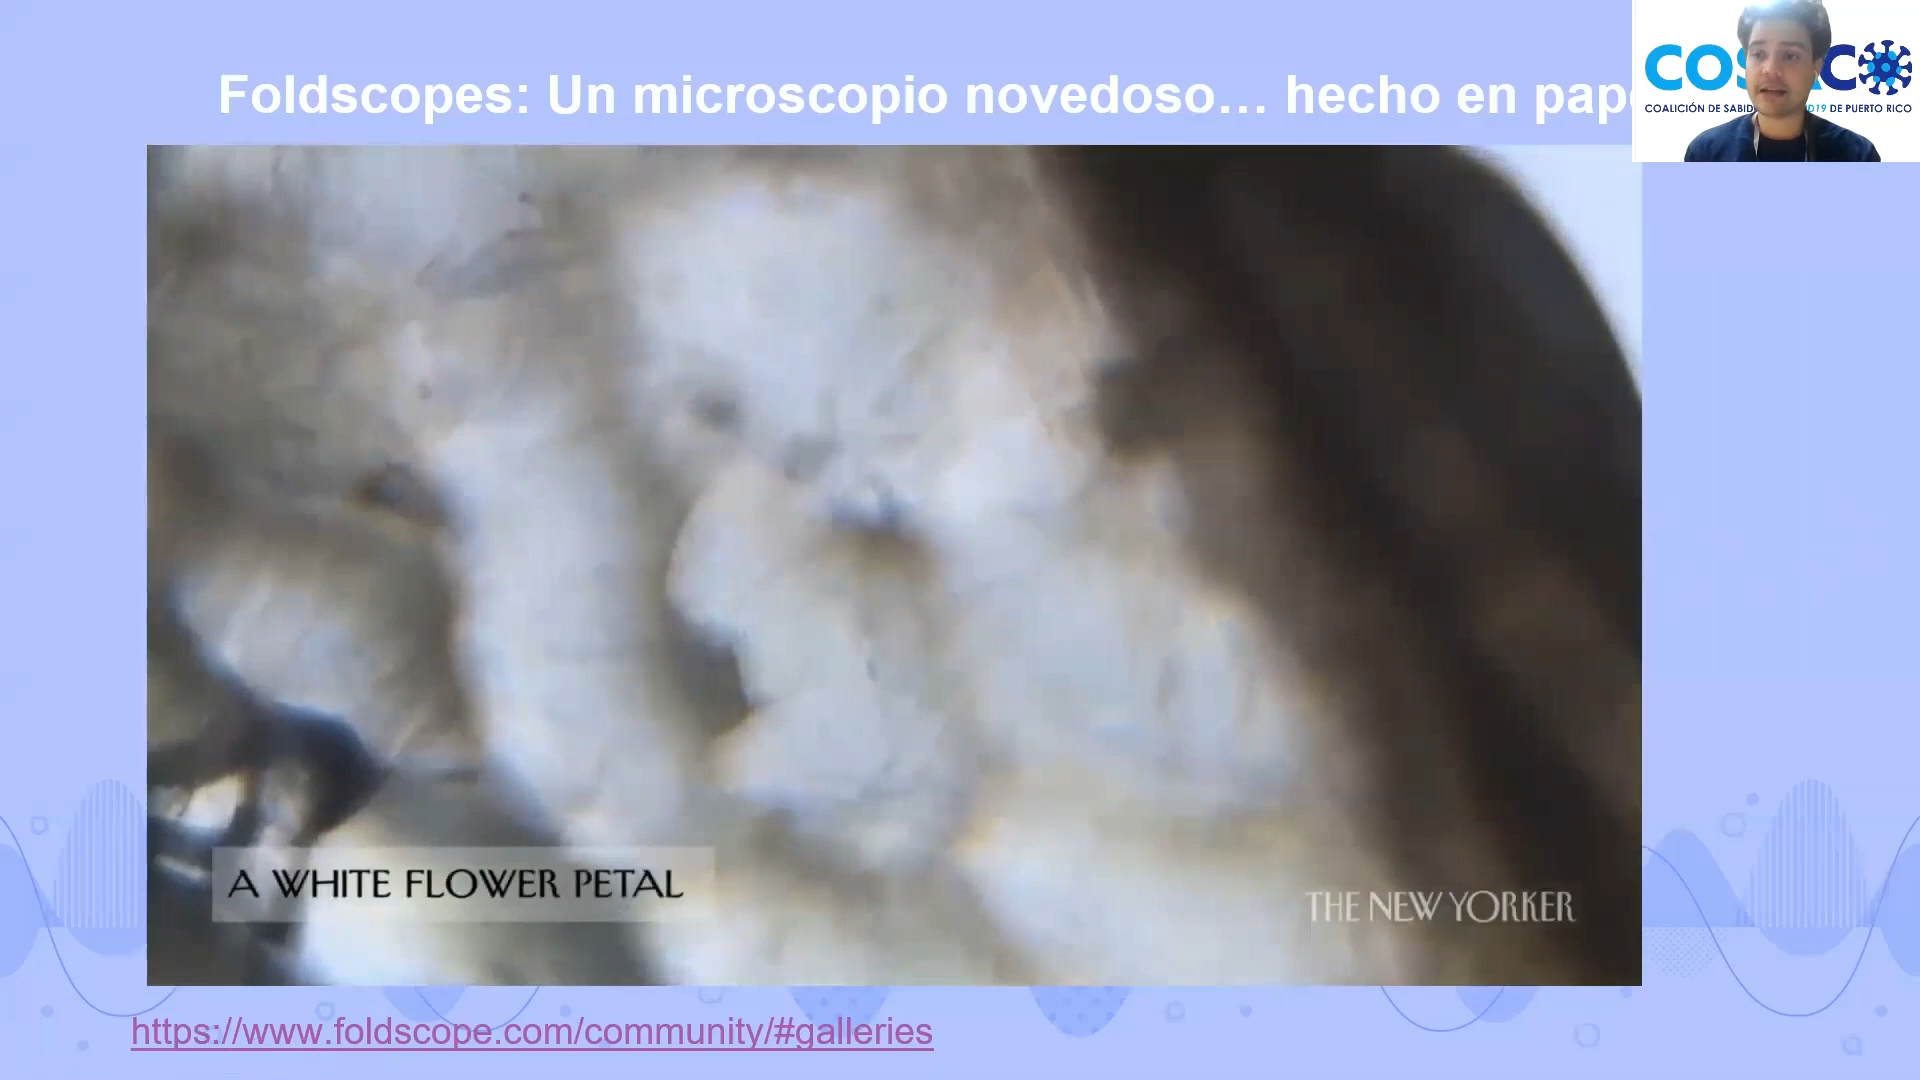 Foldscopes: Un microscopio novedoso… hecho en pap
COALICIÓN DE SABID D19 DE PUERTO RICO
A WHITE FLOWER PETAL
THE NEW YORKER
https://www.foldscope.com/community/#galleries